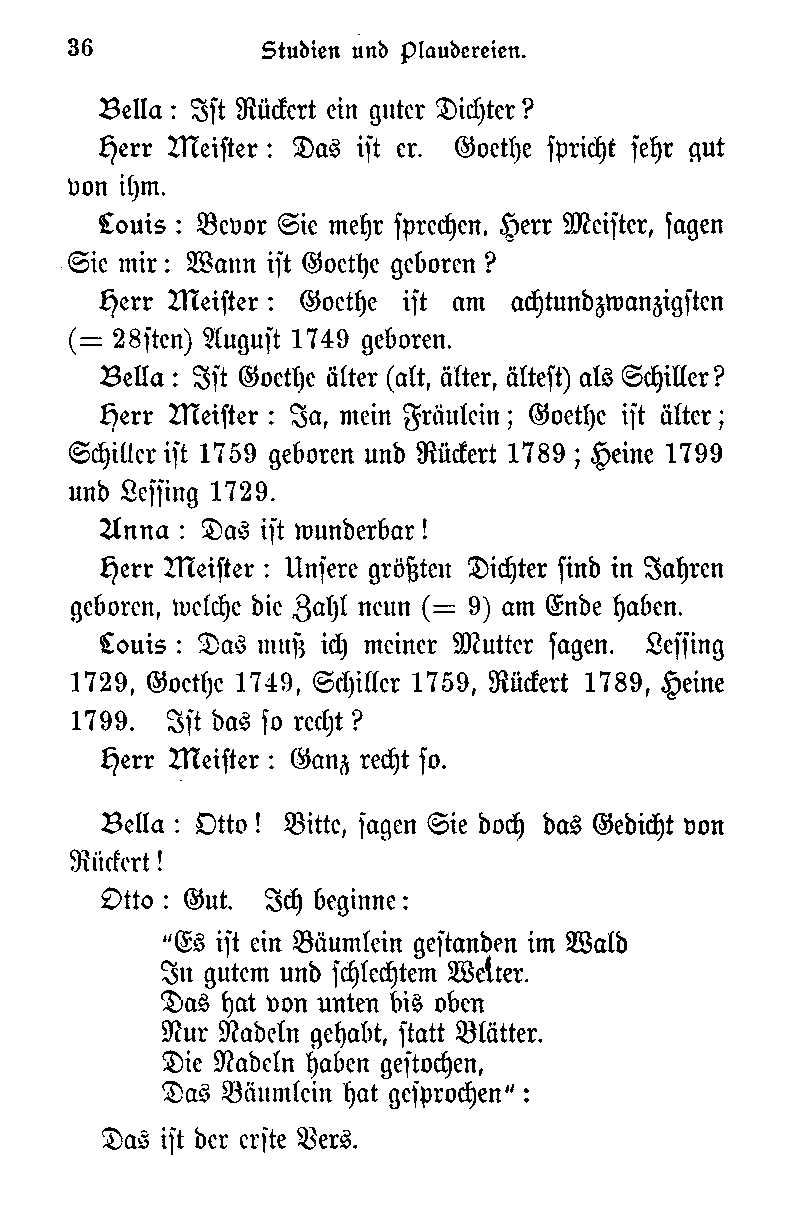 36 Studien und Plaudereien.
Bella : Ist Rückert ein guter Dichter ?
Herr Meister : Das ist er. Goethe spricht sehr gut
von ihm.
Louis : Bevor Sie mehr sprechen, Herr Meister, sagen
Sie mir : Wann ist Goethe geboren ?
Herr Meister : Goethe ist am achtundzwanzigsten
(= 28sten) August 1749 geboren.
Bella : Ist Goethe älter (alt, älter, ältest) als Schiller ?
Herr Meister : Ja, mein Fräulein ; Goethe ist älter ;
Schiller ist 1759 geboren und Rückert 1789 ; Heine 1799
und Lessing 1729.
Anna : Das ist wunderbar !
Herr Meister : Unsere größten Dichter sind in Jahren
geboren, welche die Zahl neun (= 9) am Ende haben.
Louis : Das muß ich meiner Mutter sagen. Lessing
1729, Goethe 1749, Schiller 1759, Rückert 1789, Heine
1799. Ist das so recht ?
Herr Meister : Ganz recht so.
Bella : Otto ! Bitte, sagen Sie doch das Gedicht von
Rückert !
Otto : Gut. Ich beginne :
"Es ist ein Bäumlein gestanden im Wald
In gutem und schlechtem Wetter.
Das hat von unten bis oben
Nur Nadeln gehabt, statt Blätter.
Die Nadeln haben gestochen,
Das Bäumlein hat gesprochen" :
Das ist der erste Vers.